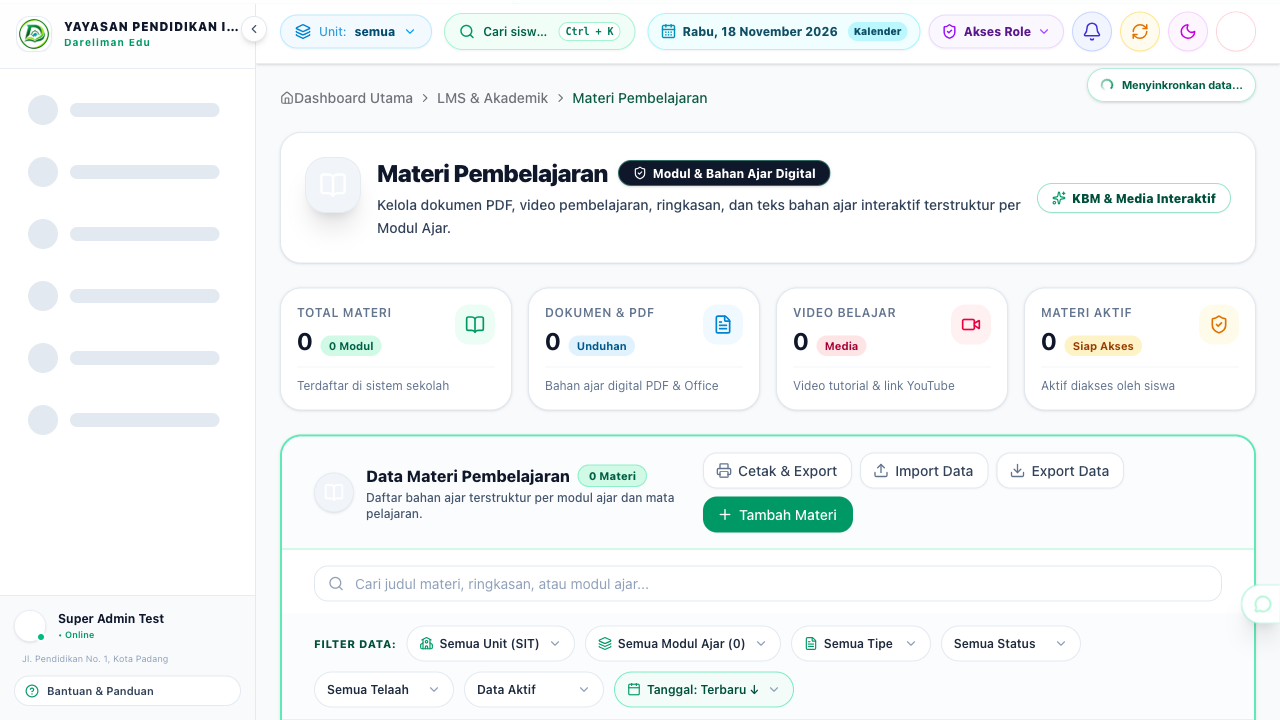 YAYASAN PENDIDIKAN I...
Dareliman Edu
Unit: semua
Cari sisw...
Ctrl + K
Rabu, 18 November 2026
Kalender
Akses Role
Menyinkronkan data...
Dashboard Utama > LMS & Akademik > Materi Pembelajaran
Materi Pembelajaran
Modul & Bahan Ajar Digital
Kelola dokumen PDF, video pembelajaran, ringkasan, dan teks bahan ajar interaktif terstruktur per
Modul Ajar.
KBM & Media Interaktif
TOTAL MATERI
0 0 Modul
Terdaftar di sistem sekolah
DOKUMEN & PDF
0 Unduhan
Bahan ajar digital PDF & Office
VIDEO BELAJAR
0 Media
Video tutorial & link YouTube
MATERI AKTIF
0 Siap Akses
Aktif diakses oleh siswa
Data Materi Pembelajaran
0 Materi
Daftar bahan ajar terstruktur per modul ajar dan mata
pelajaran.
Cetak & Export
Import Data
Export Data
Tambah Materi
Cari judul materi, ringkasan, atau modul ajar...
FILTER DATA:
Semua Unit (SIT)
Semua Modul Ajar (0)
Semua Tipe
Semua Status
Semua Telaah
Data Aktif
Tanggal: Terbaru ↓
Super Admin Test
• Online
Jl. Pendidikan No. 1, Kota Padang
Bantuan & Panduan